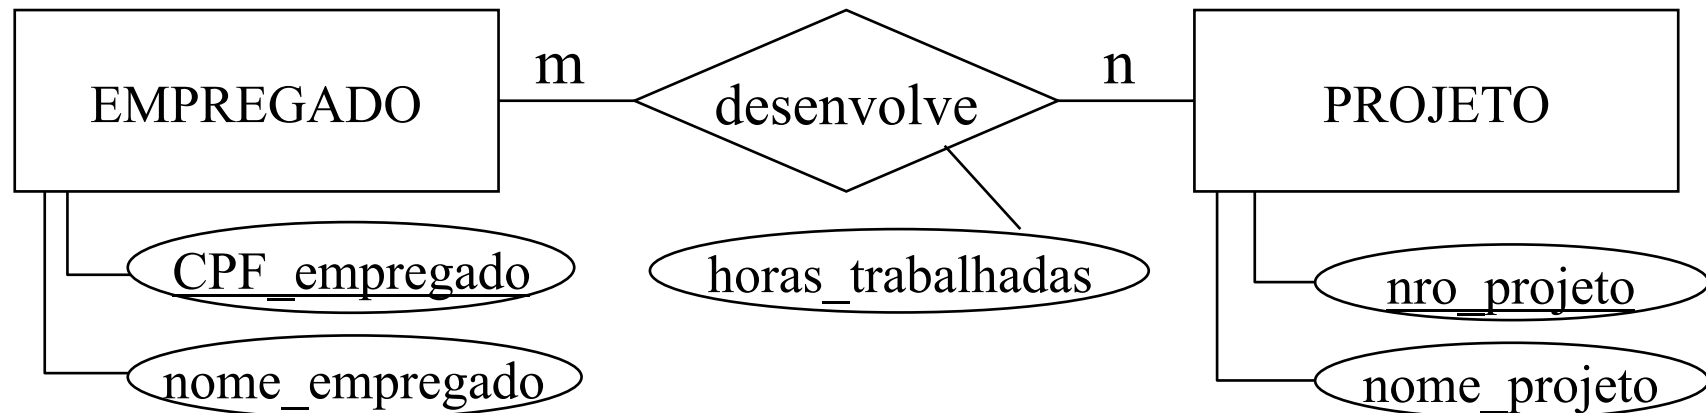 EMPREGADO
m
desenvolve
n
PROJETO
CPF_empregado
horas_trabalhadas
nro_projeto
nome_empregado
nome_projeto